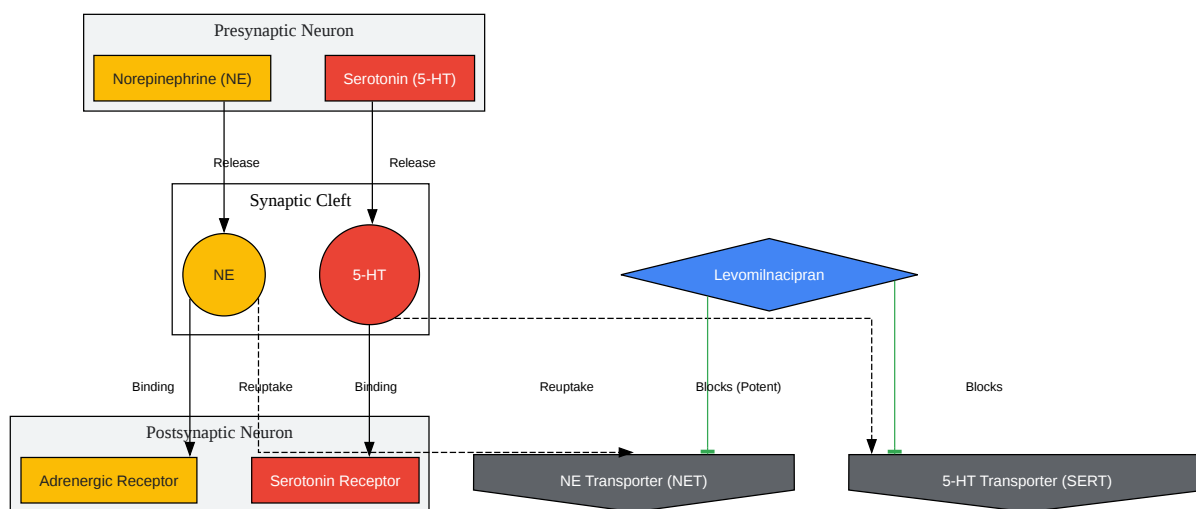 Presynaptic Neuron
Norepinephrine (NE)
Serotonin (5-HT)
Release
Release
Synaptic Cleft
NE
5-HT
Levomilnacipran
Binding
Reuptake
Binding
Reuptake
Blocks (Potent)
Blocks
Postsynaptic Neuron
Adrenergic Receptor
Serotonin Receptor
NE Transporter (NET)
5-HT Transporter (SERT)